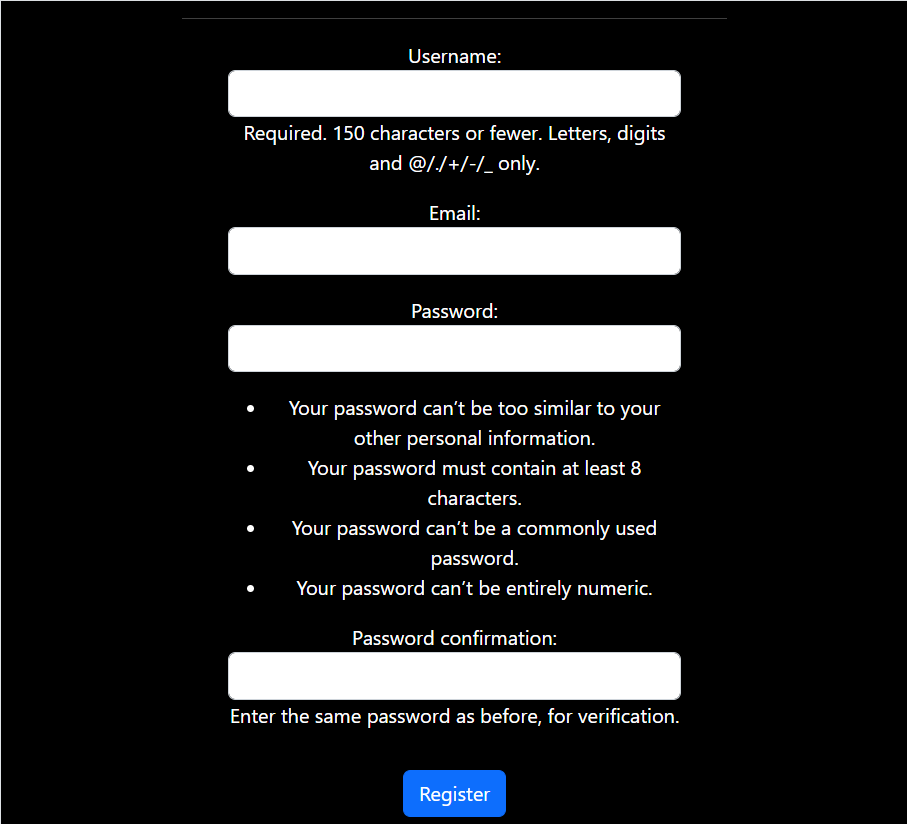 Username:
Required. 150 characters or fewer. Letters, digits
and @/./+/-/_ only.
Email:
Password:
• Your password can’t be too similar to your
other personal information.
• Your password must contain at least 8
characters.
• Your password can’t be a commonly used
password.
• Your password can’t be entirely numeric.
Password confirmation:
Enter the same password as before, for verification.
Register